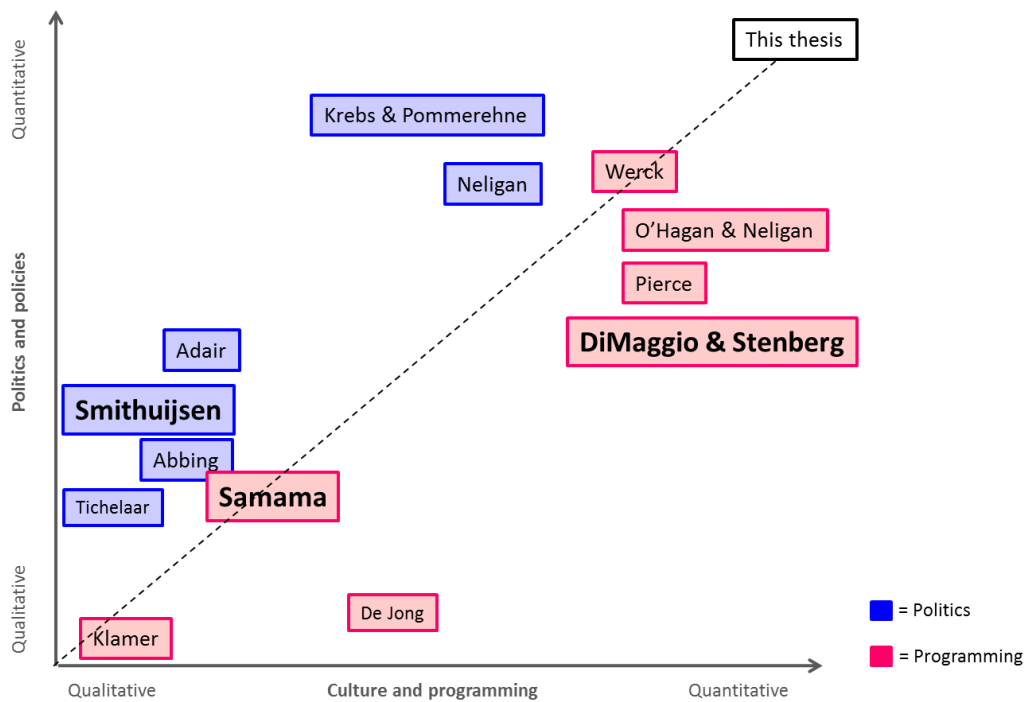 This thesis
Quantitative
Krebs & Pommerehne
Werck
Neligan
O'Hagan & Neligan
Pierce
Politics and policies
DiMaggio & Stenberg
Adair
Smithuijsen
Abbing
Samama
Tichelaar
Qualitative
De Jong
= Politics
Klamer
= Programming
Qualitative
Culture and programming
Quantitative